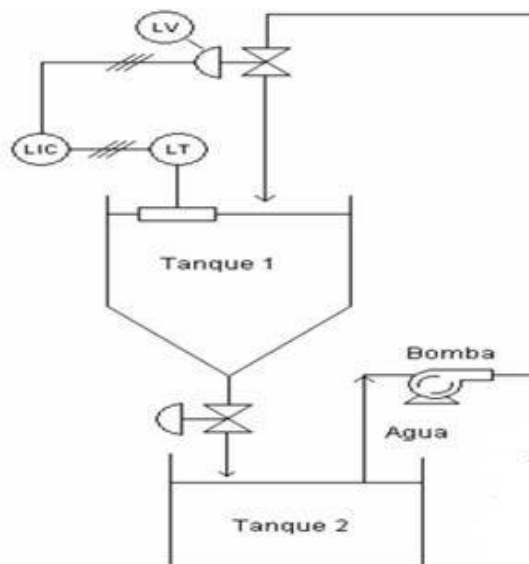 LV
LIC
LT
Tanque 1
Bomba
Agua
Tanque 2